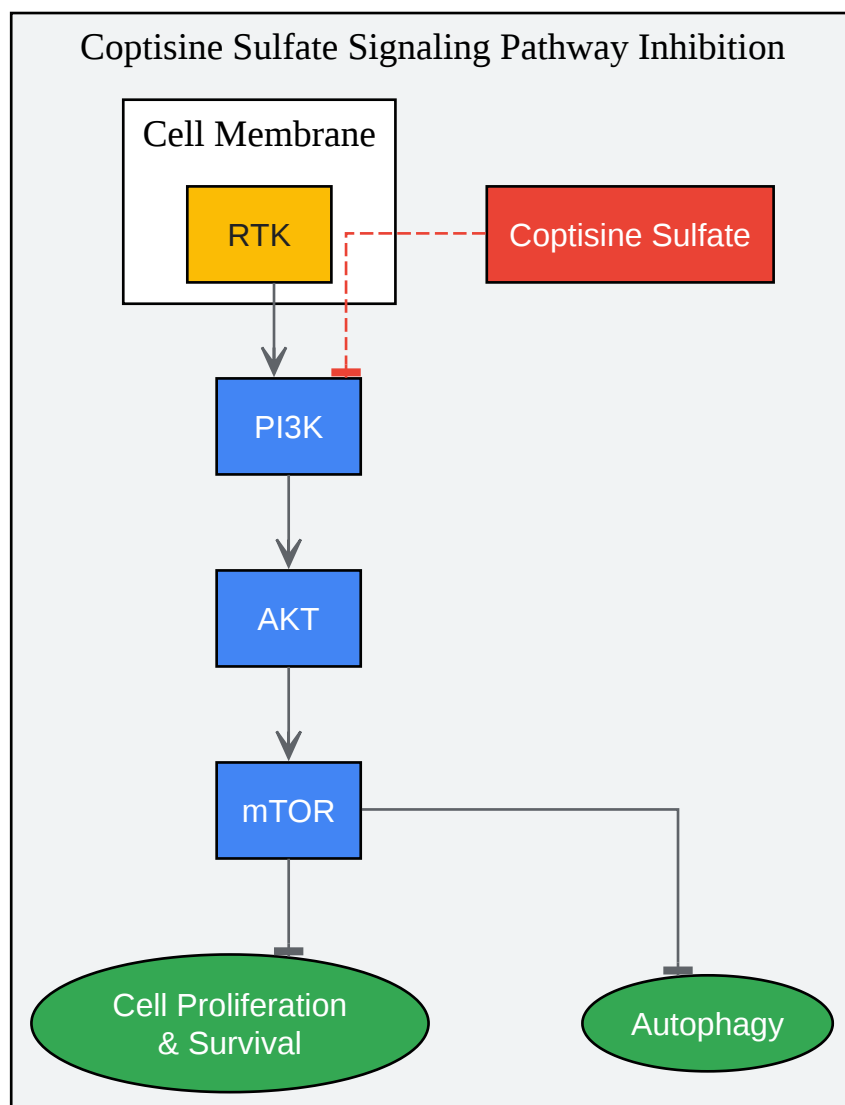 Coptisine Sulfate Signaling Pathway Inhibition
Cell Membrane
RTK
Coptisine Sulfate
PI3K
AKT
mTOR
Cell Proliferation
& Survival
Autophagy